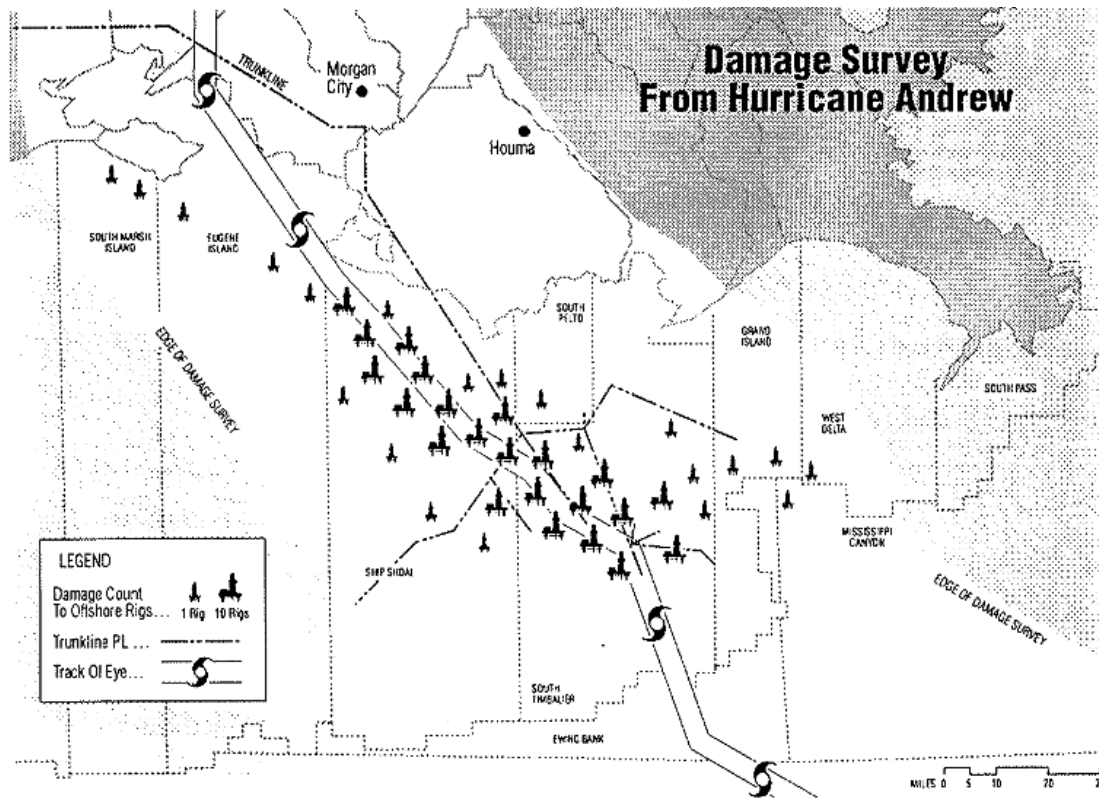 Damage Survey
From Hurricane Andrew
TRUNKLINE
Morgan
City
Houma
SOUTH MARSH
ISLAND
EUGENE
ISLAND
SOUTH
PELTO
GRAND
ISLAND
SOUTH PASS
WEST
DELTA
EDGE OF DAMAGE SURVEY
MISSISSIPPI
CANYON
SHIP SHOAL
EDGE OF DAMAGE SURVEY
SOUTH
TIMBALIER
EWING BANK
LEGEND
Damage Count
To Offshore Rigs... 1 Rig 10 Rigs
Trunkline PL ...
Track Of Eye...
MILES 0 5 10 20